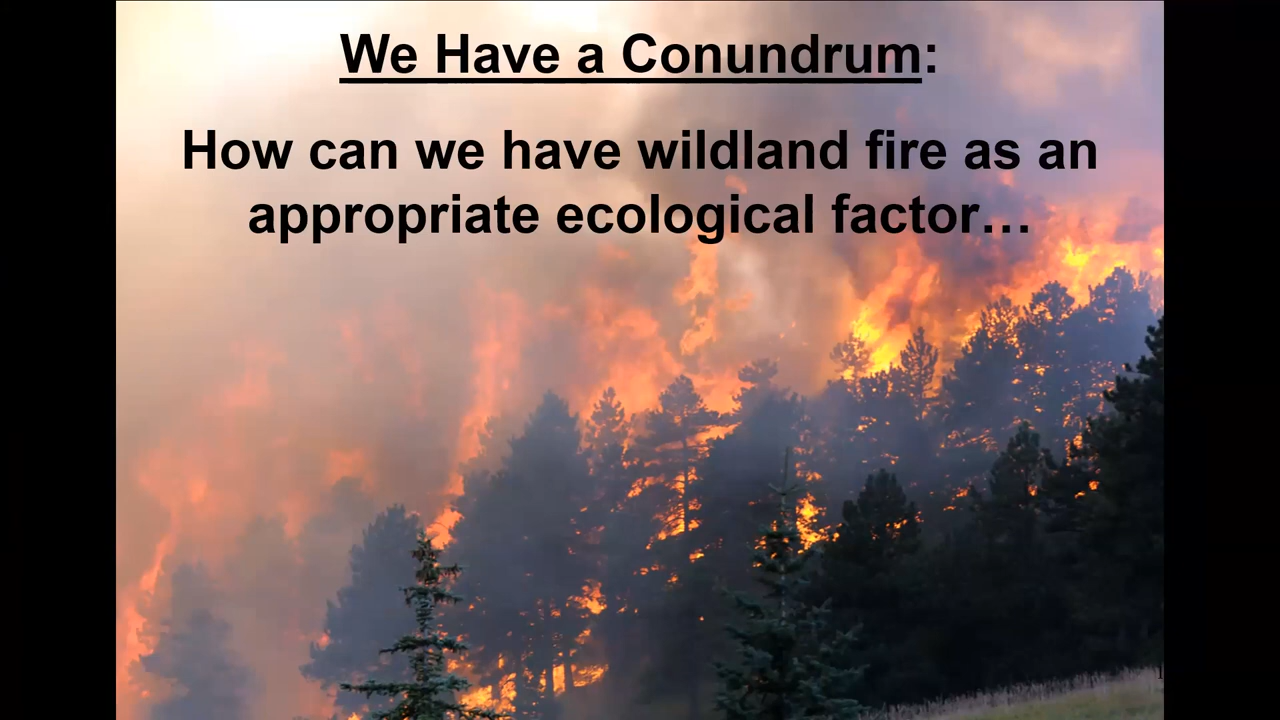 We Have a Conundrum:
How can we have wildland fire as an
appropriate ecological factor…